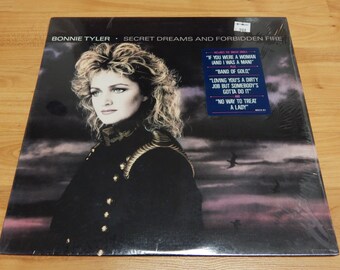 BONNIE TYLER • SECRET DREAMS AND FORBIDDEN FIRE
"IF YOU WERE A WOMAN
(AND I WAS A MAN)"
"BAND OF GOLD"
"LOVING YOU'S A DIRTY
JOB BUT SOMEBODY'S
GOTTA DO IT"
"NO WAY TO TREAT
A LADY"